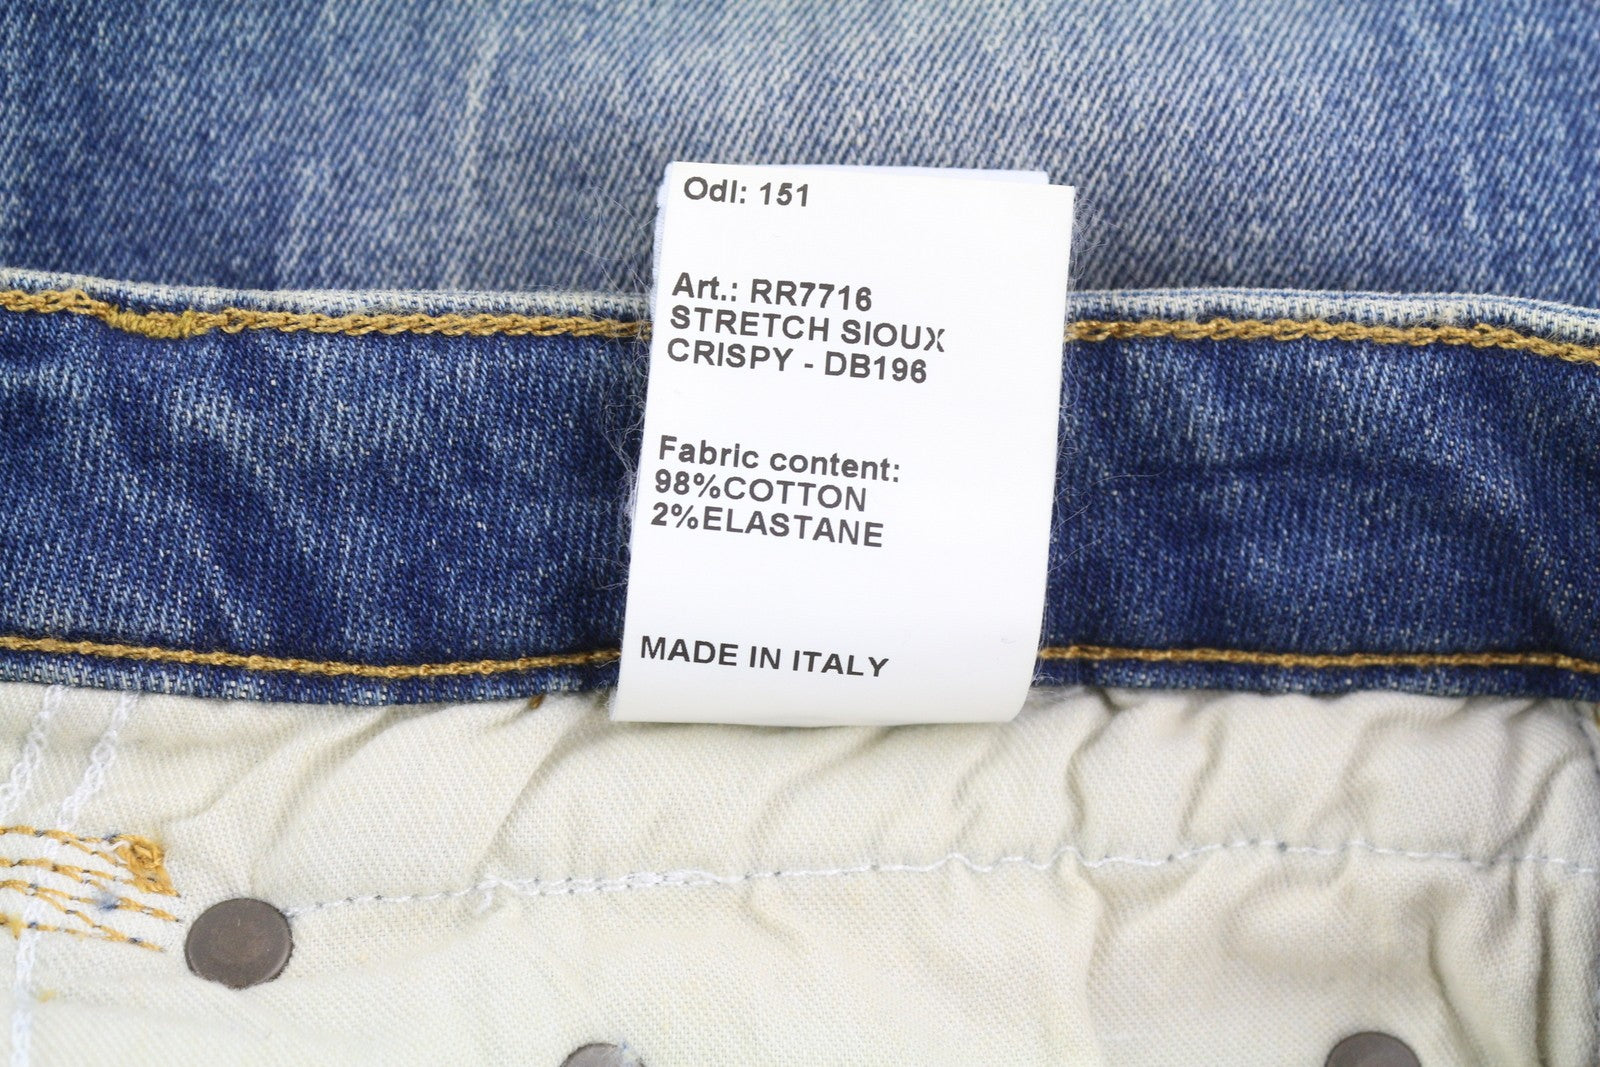 Odl: 151
Art.: RR7716
STRETCH SIOUX
CRISPY - DB196
Fabric content:
98%COTTON
2%ELASTANE
MADE IN ITALY